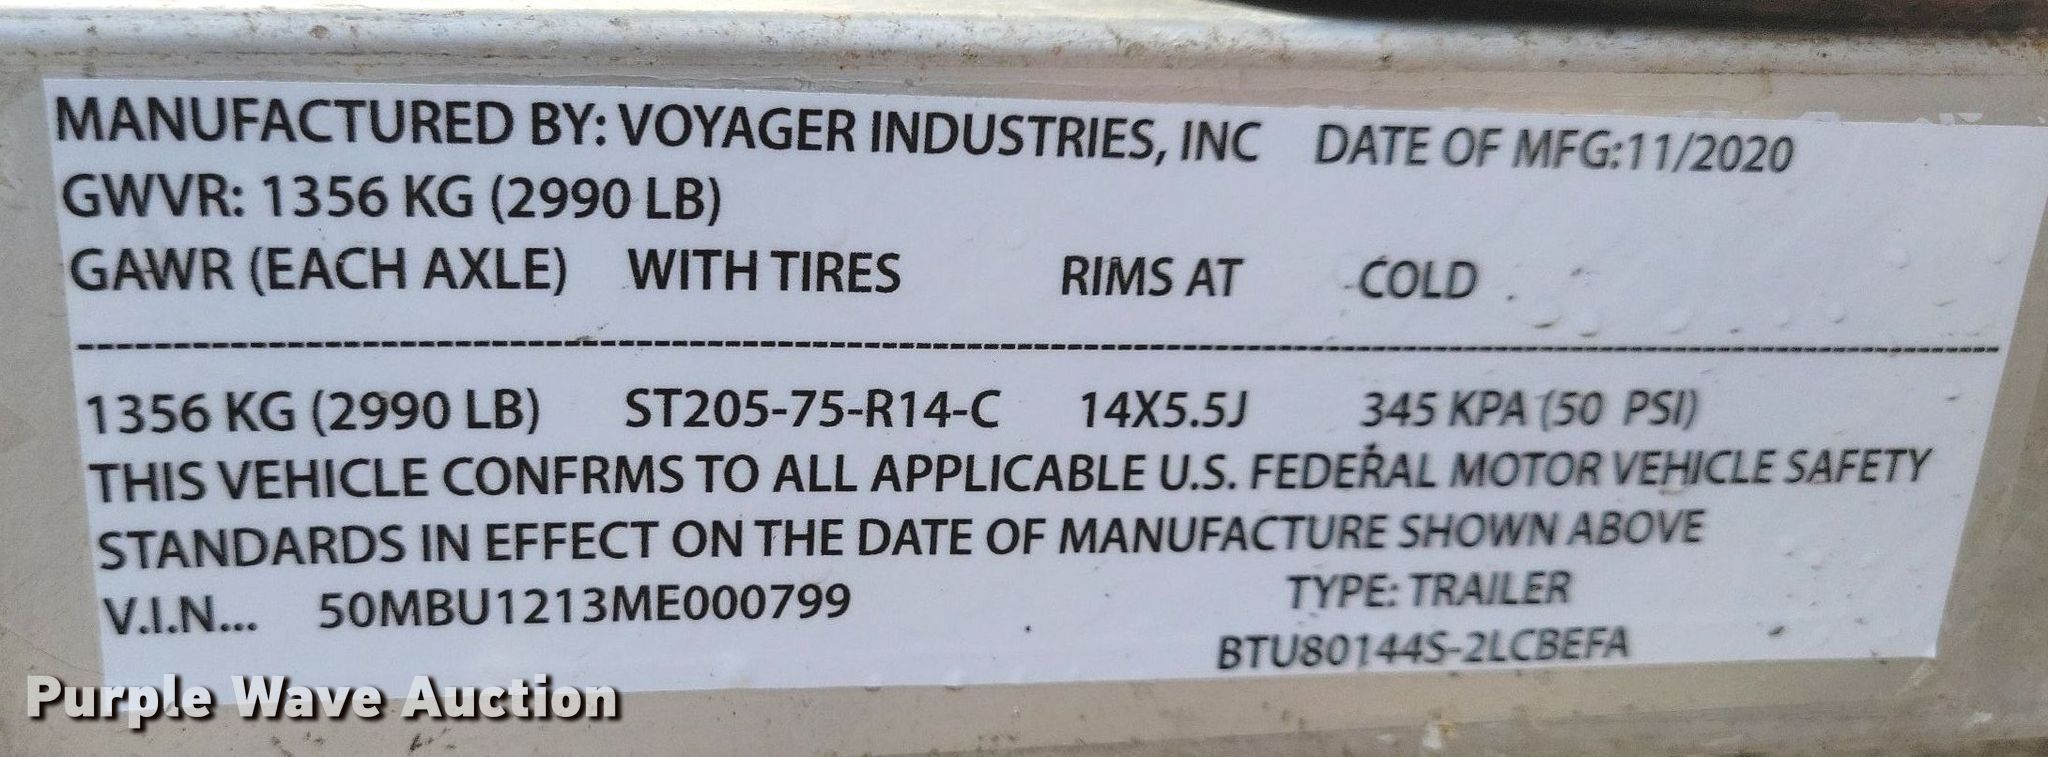 MANUFACTURED BY: VOYAGER INDUSTRIES, INC DATE OF MFG:11/2020
GWVR: 1356 KG (2990 LB)
GAWR (EACH AXLE) WITH TIRES RIMS AT COLD
1356 KG (2990 LB) ST205-75-R14-C 14X5.5J 345 KPA (50 PSI)
THIS VEHICLE CONFRMS TO ALL APPLICABLE U.S. FEDERAL MOTOR VEHICLE SAFETY
STANDARDS IN EFFECT ON THE DATE OF MANUFACTURE SHOWN ABOVE
V.I.N... 50MBU1213ME000799 TYPE: TRAILER
BTU80144S-2LCBEFA
Purple Wave Auction